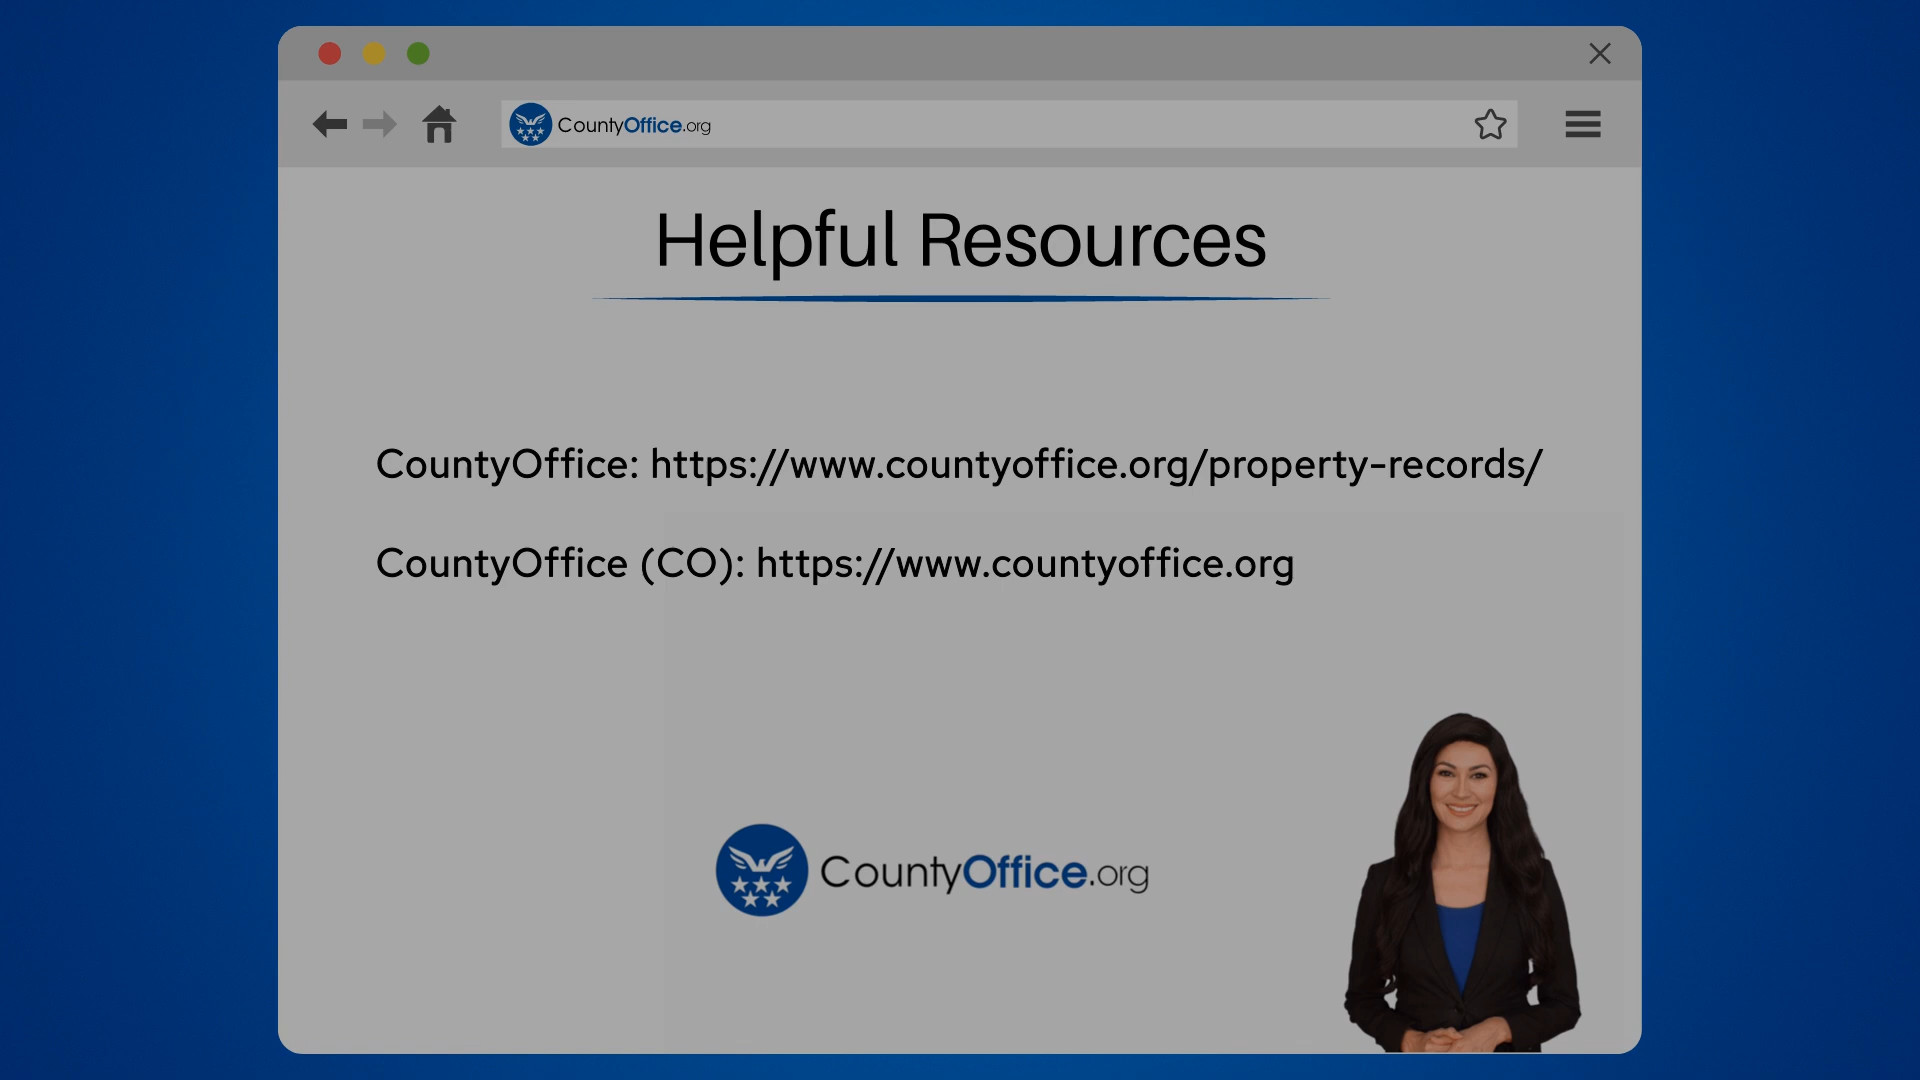 CountyOffice.org
Helpful Resources
CountyOffice: https://www.countyoffice.org/property-records/
CountyOffice (CO): https://www.countyoffice.org
CountyOffice.org